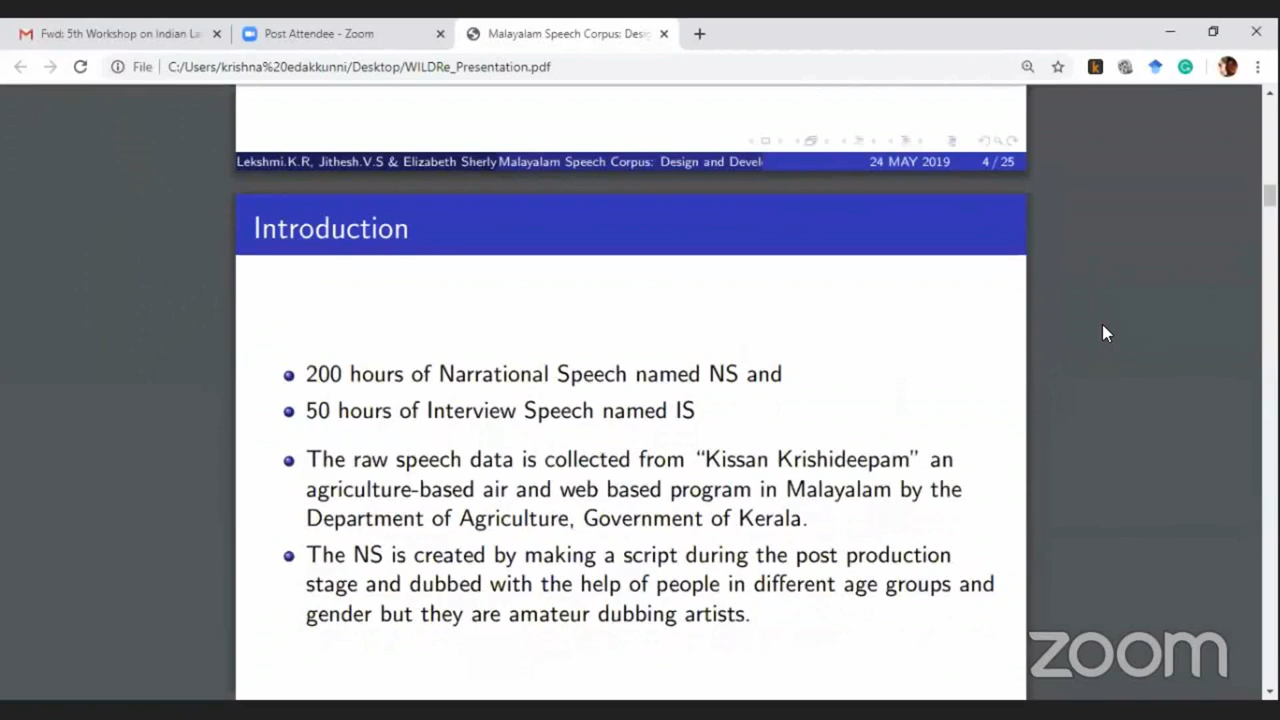 Fwd: 5th Workshop on Indian La
Post Attendee - Zoom
Malayalam Speech Corpus: Desi
File
C:/Users/krishna%20edakkunni/Desktop/WILDRe_Presentation.pdf
Lekshmi.K.R, Jithesh.V.S & Elizabeth Sherly Malayalam Speech Corpus: Design and Devel
24 MAY 2019
4 / 25
Introduction
200 hours of Narrational Speech named NS and
50 hours of Interview Speech named IS
The raw speech data is collected from “Kissan Krishideepam” an
agriculture-based air and web based program in Malayalam by the
Department of Agriculture, Government of Kerala.
The NS is created by making a script during the post production
stage and dubbed with the help of people in different age groups and
gender but they are amateur dubbing artists.
zoom